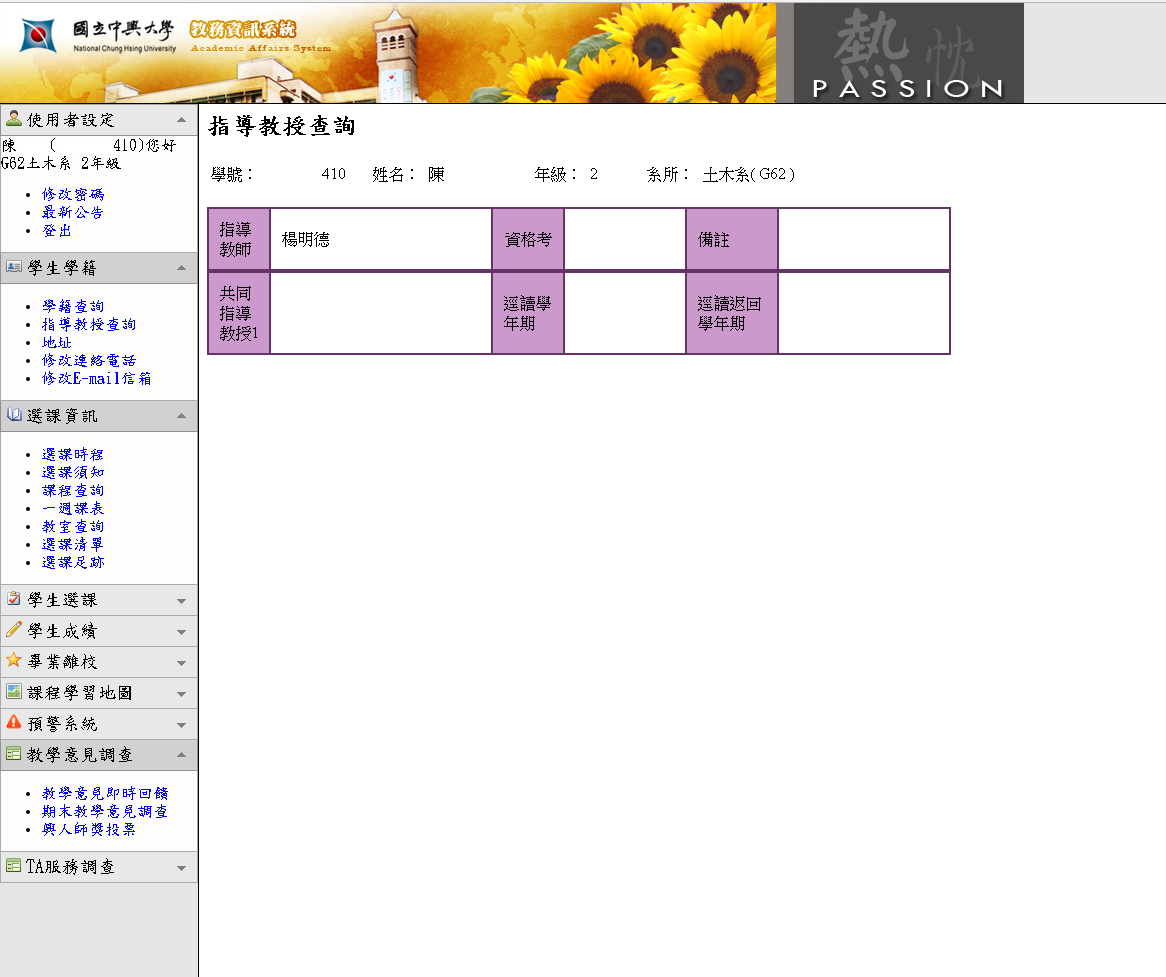 國立中興大學
National Chung Hsing University
教務資訊系統
Academic Affairs System
熱忱
PASSION
使用者設定
陳 ( 410)您好
G62土木系 2年級
修改密碼
最新公告
登出
學生學籍
學籍查詢
指導教授查詢
地址
修改連絡電話
修改E-mail信箱
選課資訊
選課時程
選課須知
課程查詢
一週課表
教室查詢
選課清單
選課足跡
學生選課
學生成績
畢業離校
課程學習地圖
預警系統
教學意見調查
教學意見即時回饋
期末教學意見調查
興人師獎投票
TA服務調查
指導教授查詢
學號： 410 姓名： 陳 年級： 2 系所： 土木系(G62)
指導
教師
楊明德
資格考
備註
共同
指導
教授1
逕讀學
年期
逕讀返回
學年期